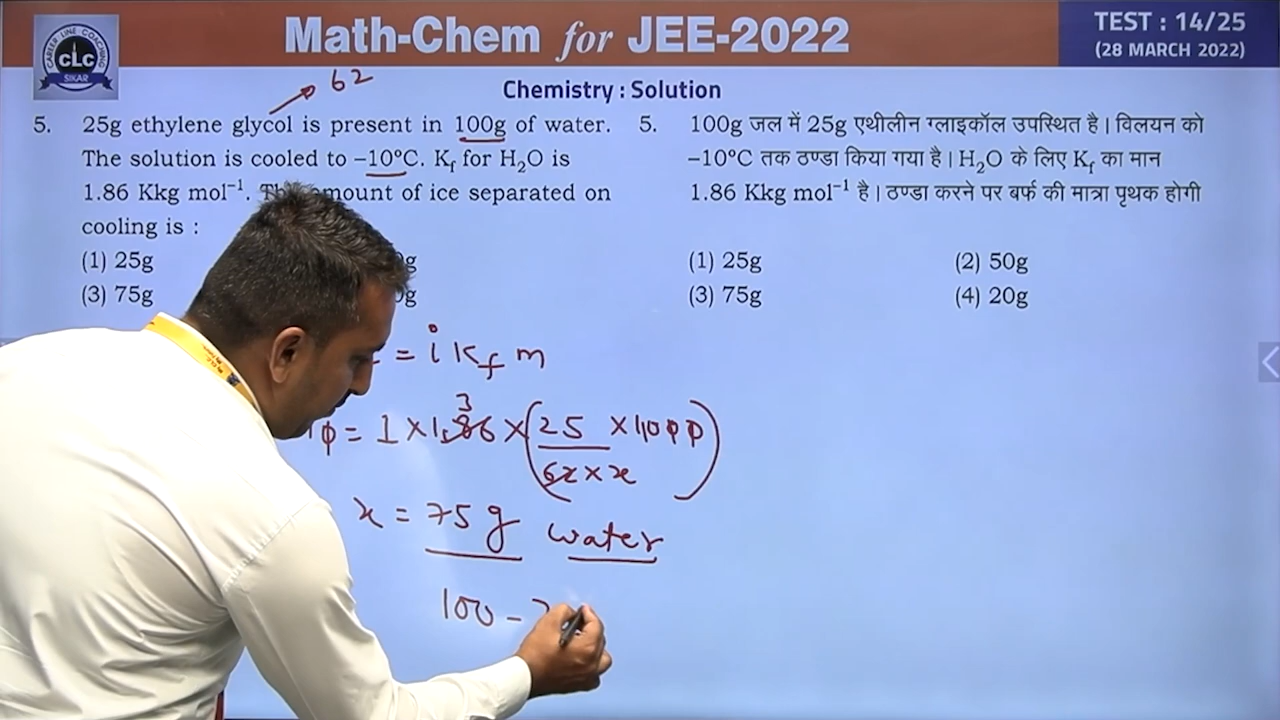 Math-Chem for JEE-2022
TEST : 14/25
(28 MARCH 2022)
CAREER LINE COACHING
CLC
SIKAR
Chemistry : Solution
62
5. 25g ethylene glycol is present in 100g of water.
The solution is cooled to –10°C. Kf for H₂O is
1.86 Kkg mol⁻¹. amount of ice separated on
cooling is :
(1) 25g
(3) 75g
5. 100g जल में 25g एथीलीन ग्लाइकॉल उपस्थित है। विलयन को
–10°C तक ठण्डा किया गया है। H₂O के लिए Kf का मान
1.86 Kkg mol⁻¹ है। ठण्डा करने पर बर्फ की मात्रा पृथक होगी
(1) 25g (2) 50g
(3) 75g (4) 20g
= i Kf m
10 = 1 × 1.86 × (25 × 1000
3
62 × x)
x = 75 g water
100 –